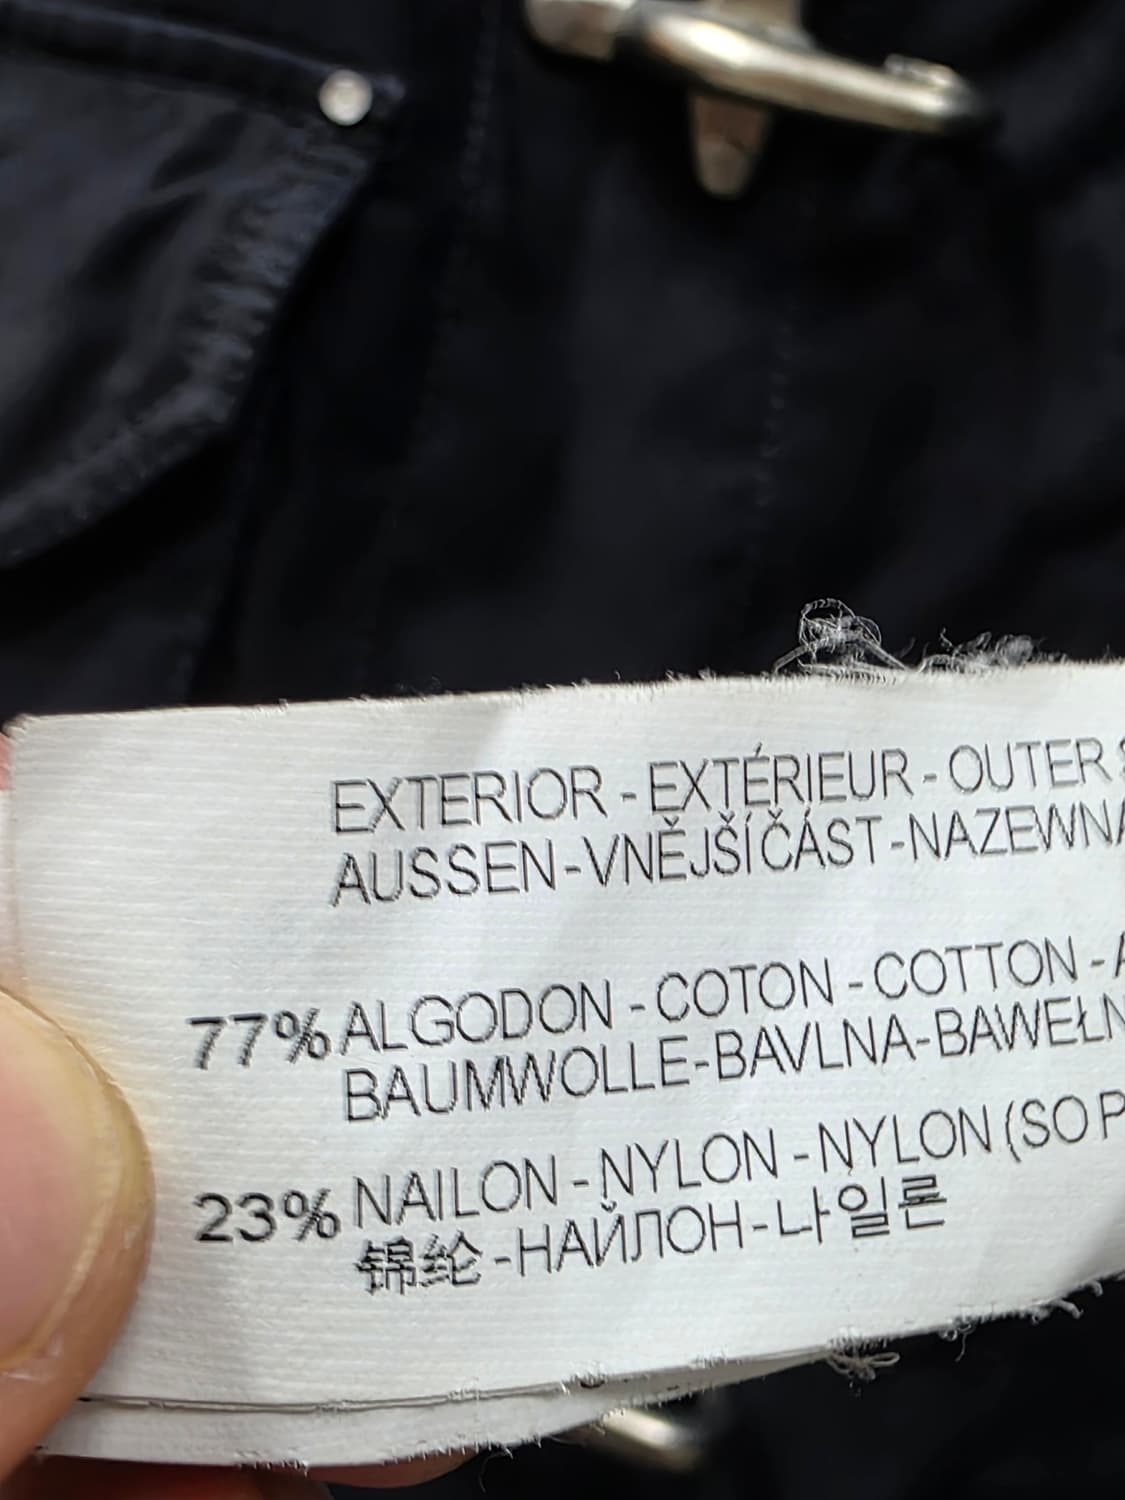 EXTERIOR - EXTÉRIEUR - OUTER
AUSSEN - VNĚJŠÍ ČÁST - NAZEWNA
77% ALGODON - COTON - COTTON -
BAUMWOLLE - BAVLNA - BAWEŁN
23% NAILON - NYLON - NYLON (SO P
锦纶 - НАЙЛОН - 나일론